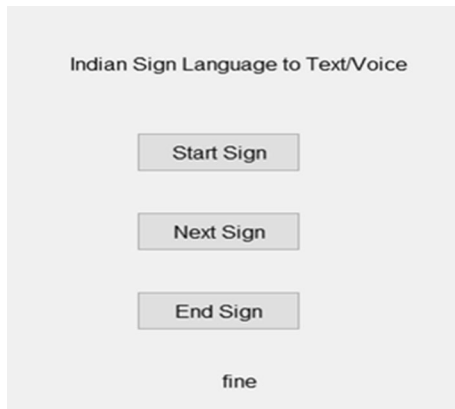 Indian Sign Language to Text/Voice
Start Sign
Next Sign
End Sign
fine